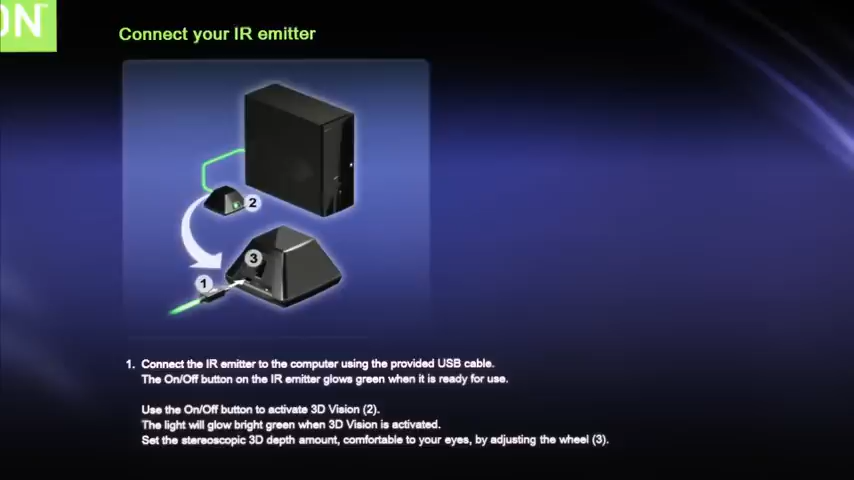 ON™
Connect your IR emitter
2
3
1
1. Connect the IR emitter to the computer using the provided USB cable.
The On/Off button on the IR emitter glows green when it is ready for use.
Use the On/Off button to activate 3D Vision (2).
The light will glow bright green when 3D Vision is activated.
Set the stereoscopic 3D depth amount, comfortable to your eyes, by adjusting the wheel (3).